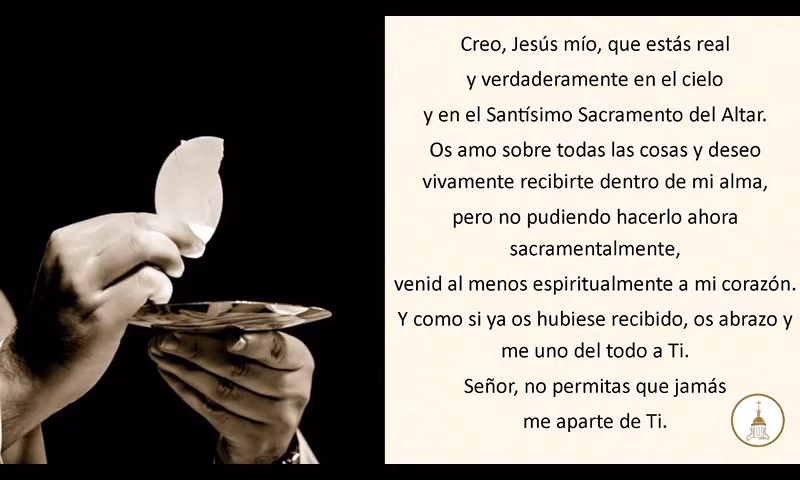 Creo, Jesús mío, que estás real
y verdaderamente en el cielo
y en el Santísimo Sacramento del Altar.
Os amo sobre todas las cosas y deseo
vivamente recibirte dentro de mi alma,
pero no pudiendo hacerlo ahora
sacramentalmente,
venid al menos espiritualmente a mi corazón.
Y como si ya os hubiese recibido, os abrazo y
me uno del todo a Ti.
Señor, no permitas que jamás
me aparte de Ti.